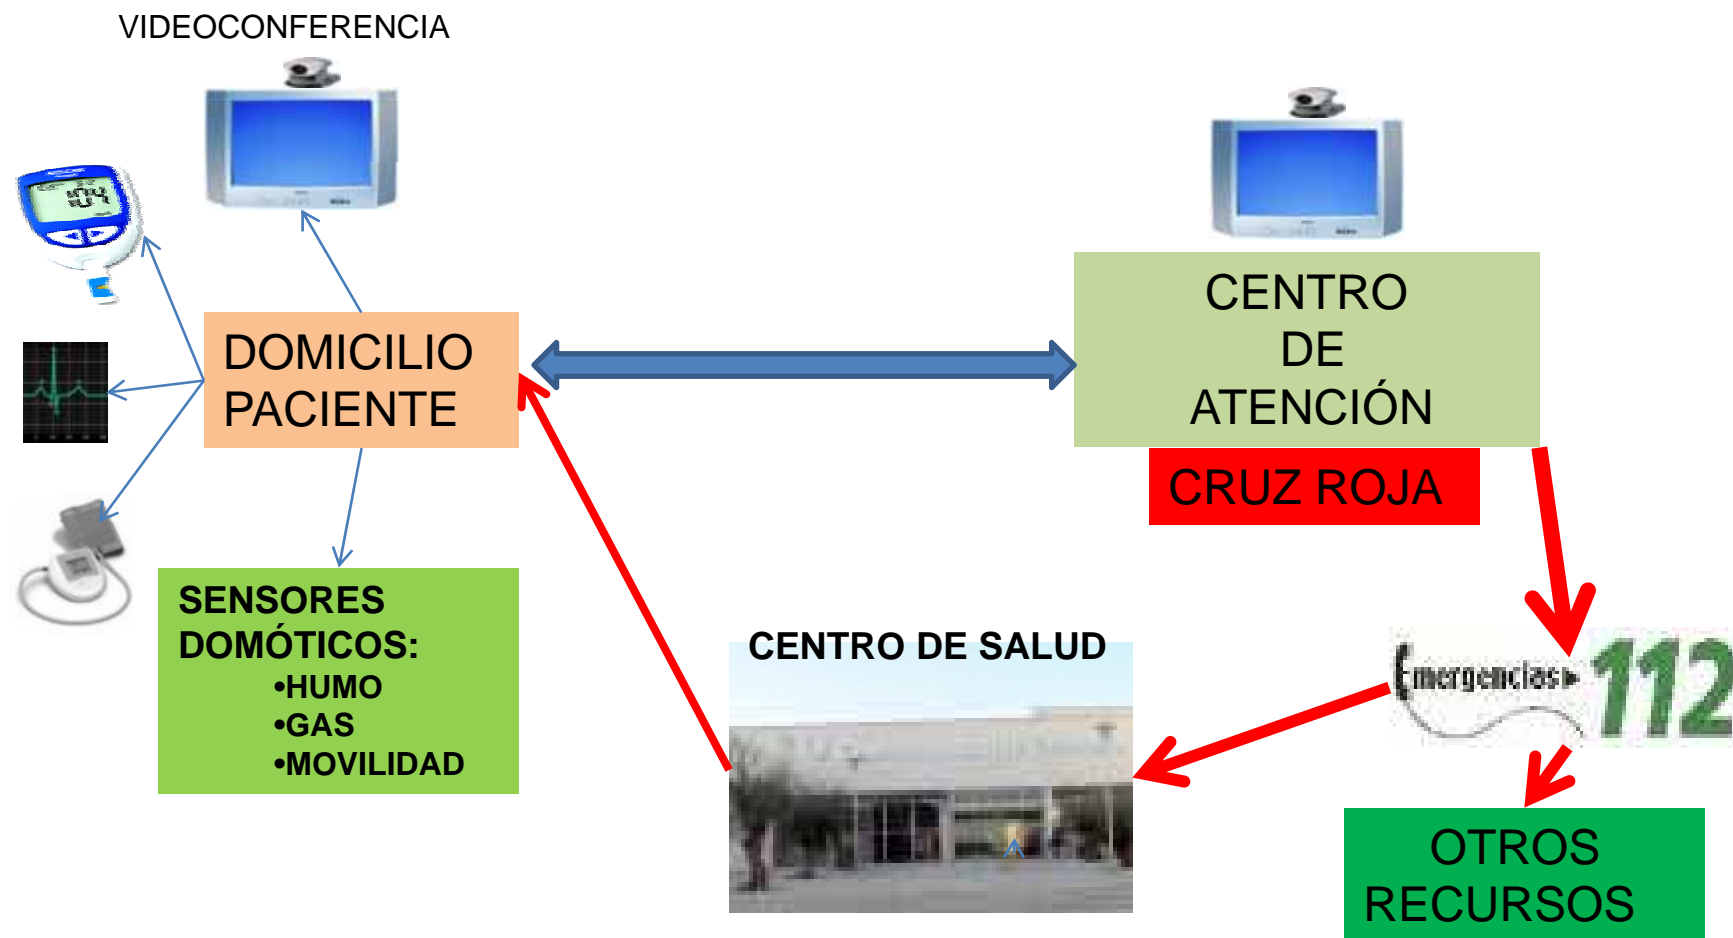 VIDEOCONFERENCIA
104
DOMICILIO
PACIENTE
CENTRO
DE
ATENCIÓN
CRUZ ROJA
SENSORES
DOMÓTICOS:
•HUMO
•GAS
•MOVILIDAD
CENTRO DE SALUD
Emergencias 112
OTROS
RECURSOS